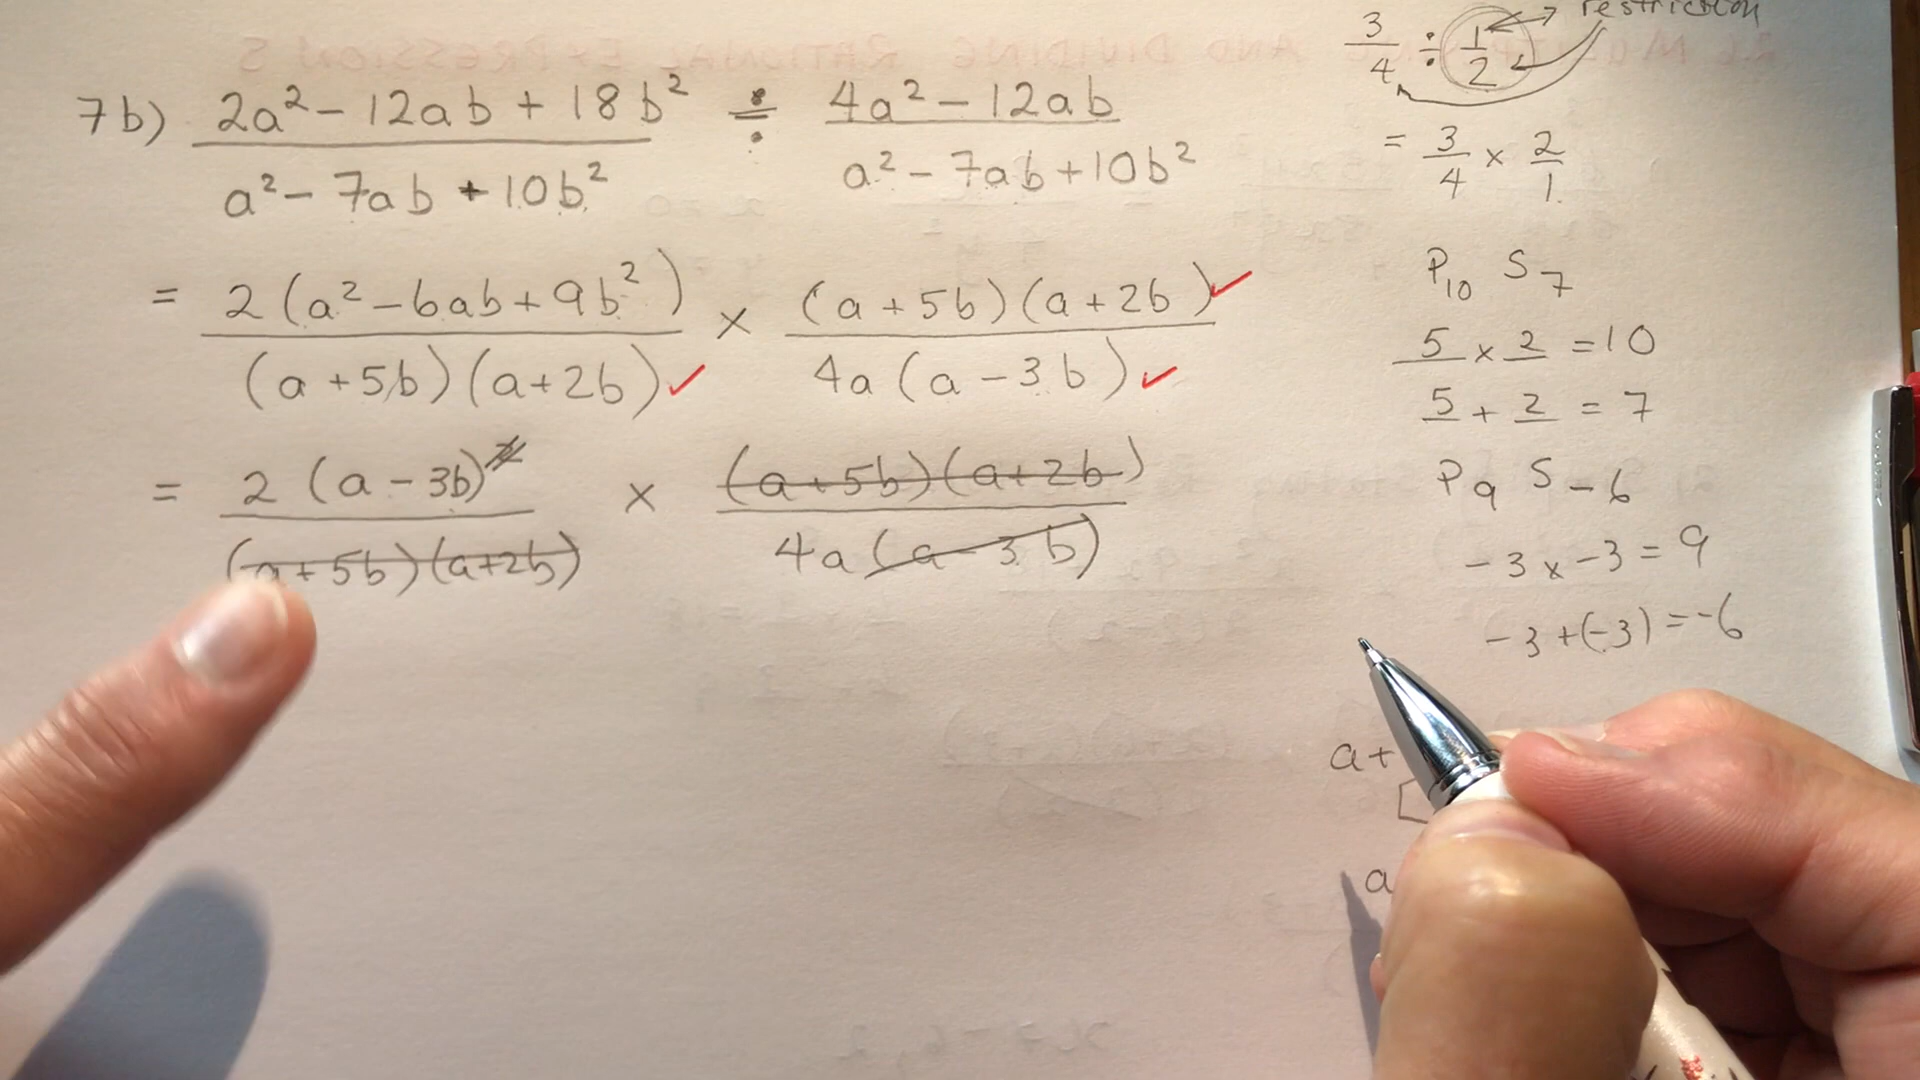 7b) 2a² - 12ab + 18b² ÷ 4a² - 12ab
a² - 7ab + 10b² a² - 7ab + 10b²
= 2(a² - 6ab + 9b²) × (a + 5b)(a + 2b) ✓
(a + 5b)(a + 2b) ✓ 4a(a - 3b) ✓
= 2(a - 3b)² × (a + 5b)(a + 2b)
(a + 5b)(a + 2b) 4a(a - 3b)
restriction
3/4 ÷ 1/2
= 3/4 × 2/1
P10 S7
5 × 2 = 10
5 + 2 = 7
P9 S-6
-3 × -3 = 9
-3 + (-3) = -6
a+
a